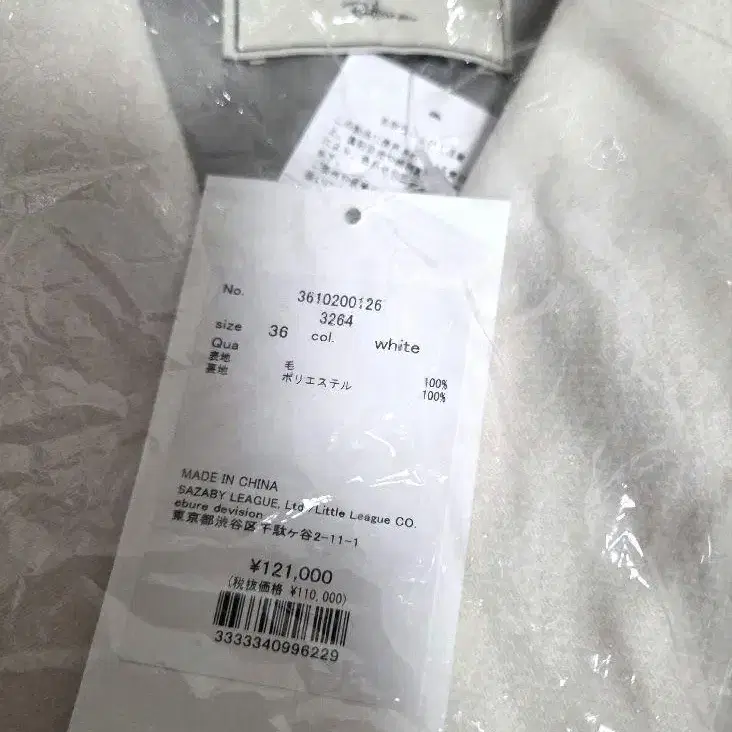 No. 3610200126
3264
size 36 col. white
Qua
表地 毛 100%
裏地 ポリエステル 100%
MADE IN CHINA
SAZABY LEAGUE, Ltd / Little League CO.
ebure devision
東京都渋谷区千駄ヶ谷2-11-1
¥121,000
(税抜価格 ¥110,000)
3333340996229